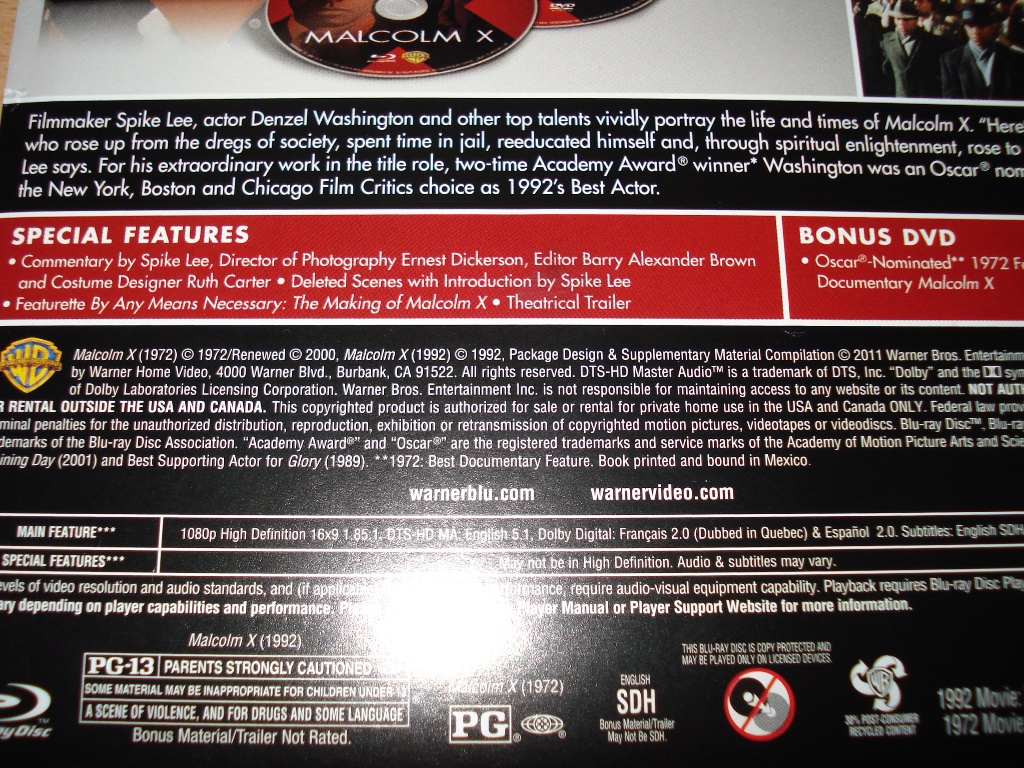 MALCOLM X
DVD
Filmmaker Spike Lee, actor Denzel Washington and other top talents vividly portray the life and times of Malcolm X. "Here
who rose up from the dregs of society, spent time in jail, reeducated himself and, through spiritual enlightenment, rose to
Lee says. For his extraordinary work in the title role, two-time Academy Award® winner* Washington was an Oscar® nom
the New York, Boston and Chicago Film Critics choice as 1992's Best Actor.
SPECIAL FEATURES
• Commentary by Spike Lee, Director of Photography Ernest Dickerson, Editor Barry Alexander Brown
and Costume Designer Ruth Carter • Deleted Scenes with Introduction by Spike Lee
• Featurette By Any Means Necessary: The Making of Malcolm X • Theatrical Trailer
BONUS DVD
• Oscar®-Nominated** 1972 Fe
Documentary Malcolm X
WB
Malcolm X (1972) © 1972/Renewed © 2000, Malcolm X (1992) © 1992, Package Design & Supplementary Material Compilation © 2011 Warner Bros. Entertainm
by Warner Home Video, 4000 Warner Blvd., Burbank, CA 91522. All rights reserved. DTS-HD Master Audio™ is a trademark of DTS, Inc. "Dolby" and the DD sym
of Dolby Laboratories Licensing Corporation. Warner Bros. Entertainment Inc. is not responsible for maintaining access to any website or its content. NOT AUTH
R RENTAL OUTSIDE THE USA AND CANADA. This copyrighted product is authorized for sale or rental for private home use in the USA and Canada ONLY. Federal law prov
minal penalties for the unauthorized distribution, reproduction, exhibition or retransmission of copyrighted motion pictures, videotapes or videodiscs. Blu-ray Disc™, Blu-ray
demarks of the Blu-ray Disc Association. "Academy Award®" and "Oscar®" are the registered trademarks and service marks of the Academy of Motion Picture Arts and Scie
ining Day (2001) and Best Supporting Actor for Glory (1989). **1972: Best Documentary Feature. Book printed and bound in Mexico.
warnerblu.com warnervideo.com
MAIN FEATURE*** 1080p High Definition 16x9 1.85:1, DTS-HD MA: English 5.1, Dolby Digital: Français 2.0 (Dubbed in Quebec) & Español 2.0. Subtitles: English SDH
SPECIAL FEATURES*** May not be in High Definition. Audio & subtitles may vary.
evels of video resolution and audio standards, and (if applicable mance, require audio-visual equipment capability. Playback requires Blu-ray Disc Play
ary depending on player capabilities and performance. Player Manual or Player Support Website for more information.
Malcolm X (1992)
PG-13 PARENTS STRONGLY CAUTIONED
SOME MATERIAL MAY BE INAPPROPRIATE FOR CHILDREN UNDER 13
A SCENE OF VIOLENCE, AND FOR DRUGS AND SOME LANGUAGE
Bonus Material/Trailer Not Rated.
y Disc
Malcolm X (1972)
PG
ENGLISH
SDH
Bonus Material/Trailer
May Not Be SDH.
THIS BLU-RAY DISC IS COPY PROTECTED AND
MAY BE PLAYED ONLY ON LICENSED DEVICES.
30% POST-CONSUMER
RECYCLED CONTENT
1992 Movie:
1972 Movie